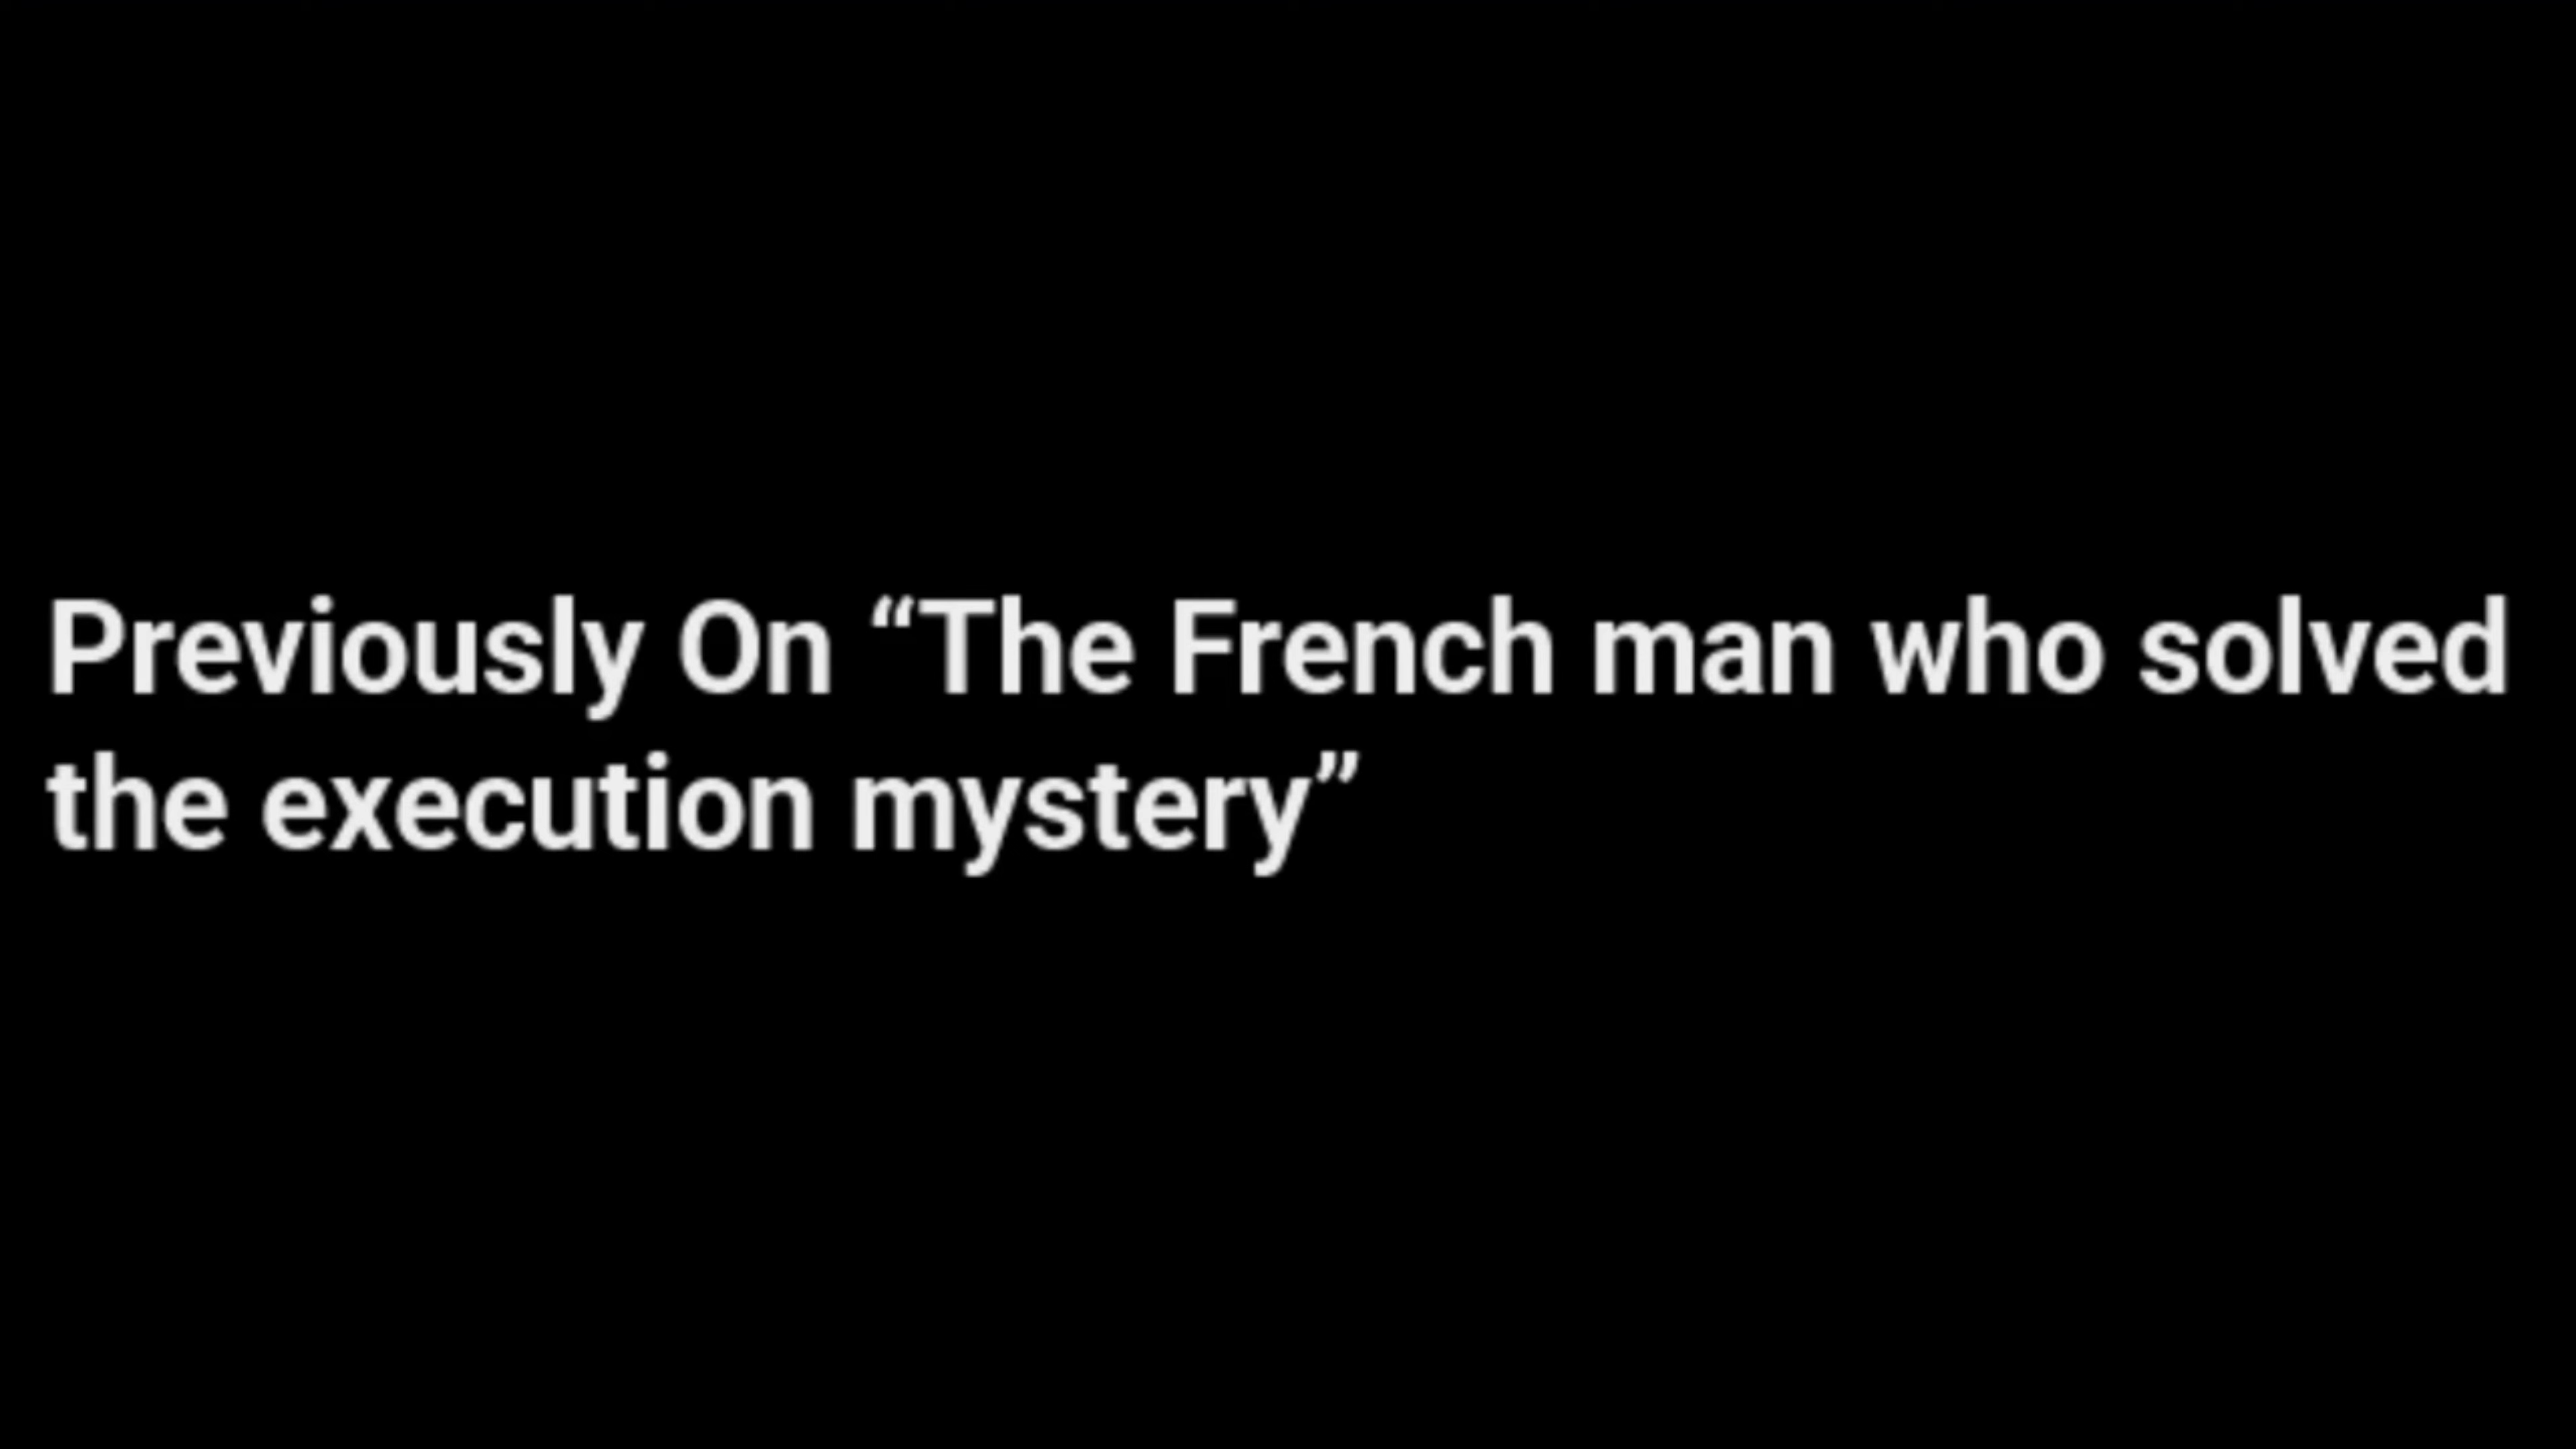 Previously On “The French man who solved
the execution mystery”